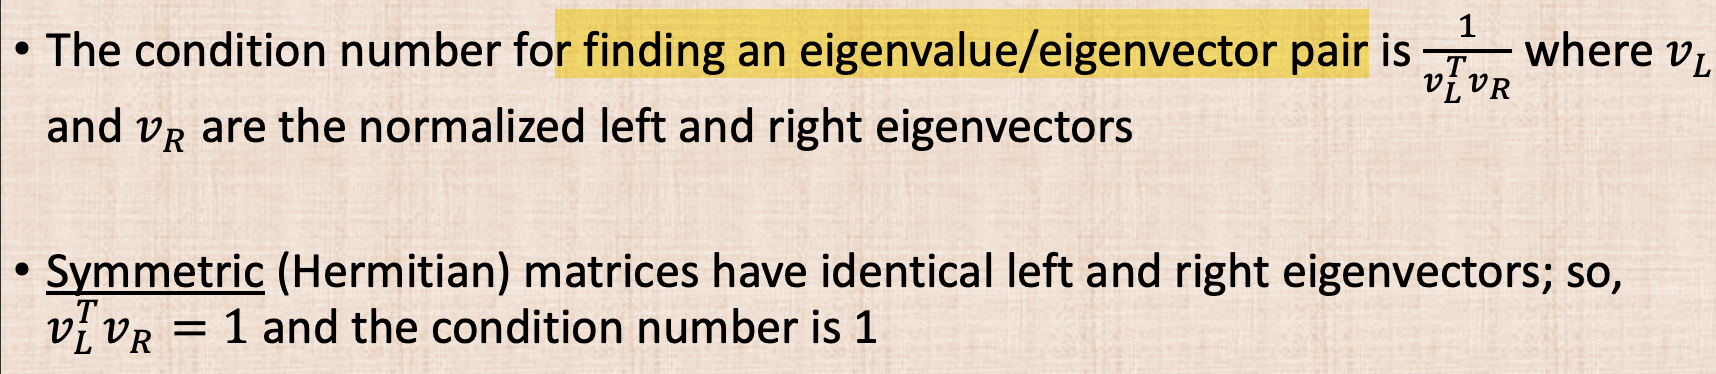 • The condition number for finding an eigenvalue/eigenvector pair is $\frac{1}{v_L^T v_R}$ where $v_L$
and $v_R$ are the normalized left and right eigenvectors
• Symmetric (Hermitian) matrices have identical left and right eigenvectors; so,
$v_L^T v_R = 1$ and the condition number is 1